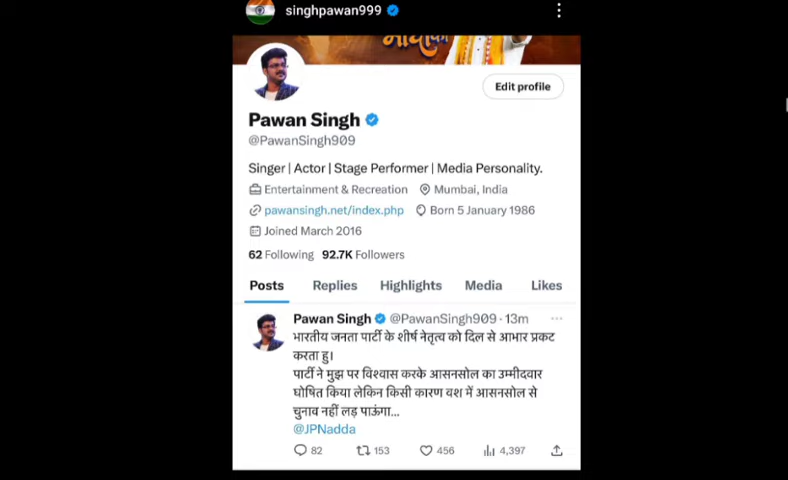 singhpawan999
Edit profile
Pawan Singh
@PawanSingh909
Singer | Actor | Stage Performer | Media Personality.
Entertainment & Recreation Mumbai, India
pawansingh.net/index.php Born 5 January 1986
Joined March 2016
62 Following 92.7K Followers
Posts Replies Highlights Media Likes
Pawan Singh @PawanSingh909 · 13m
भारतीय जनता पार्टी के शीर्ष नेतृत्व को दिल से आभार प्रकट
करता हु।
पार्टी ने मुझ पर विश्वास करके आसनसोल का उम्मीदवार
घोषित किया लेकिन किसी कारण वश में आसनसोल से
चुनाव नहीं लड़ पाऊंगा...
@JPNadda
82 153 456 4,397